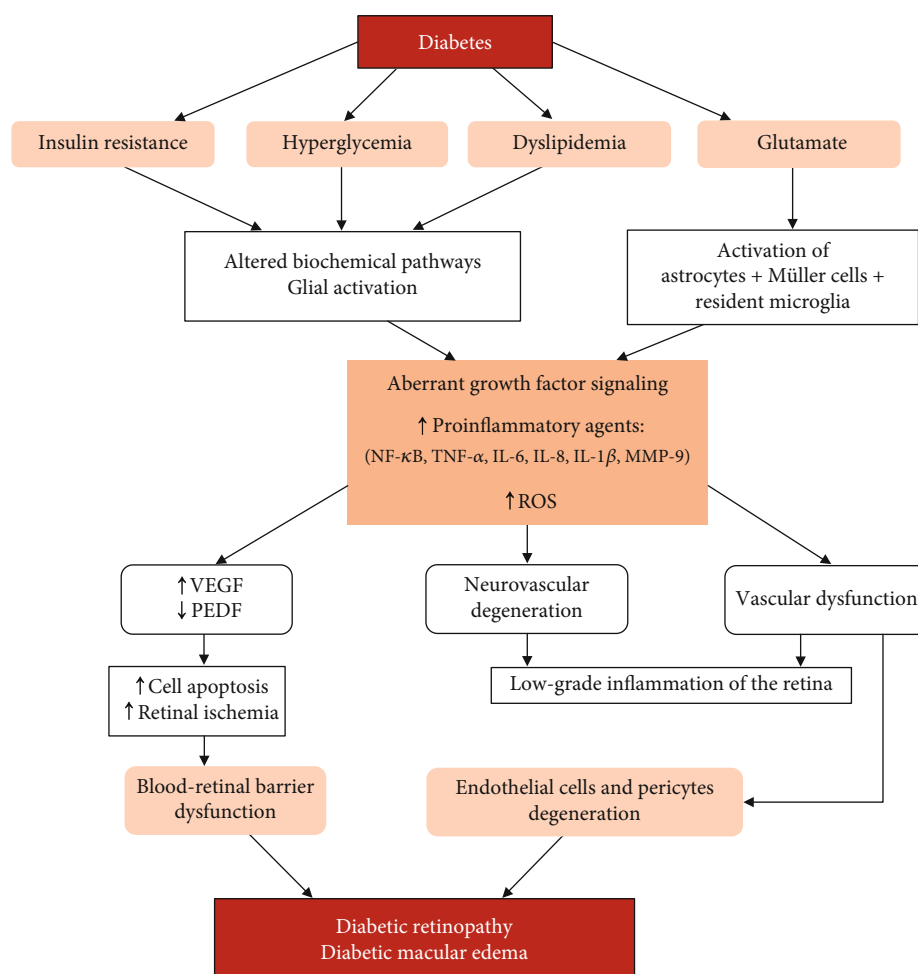 Diabetes
Insulin resistance
Hyperglycemia
Dyslipidemia
Glutamate
Altered biochemical pathways
Glial activation
Activation of
astrocytes + Müller cells +
resident microglia
Aberrant growth factor signaling
↑ Proinflammatory agents:
(NF-κB, TNF-α, IL-6, IL-8, IL-1β, MMP-9)
↑ROS
↑VEGF
↓ PEDF
Neurovascular
degeneration
Vascular dysfunction
↑Cell apoptosis
↑Retinal ischemia
Low-grade inflammation of the retina
Blood-retinal barrier
dysfunction
Endothelial cells and pericytes
degeneration
Diabetic retinopathy
Diabetic macular edema